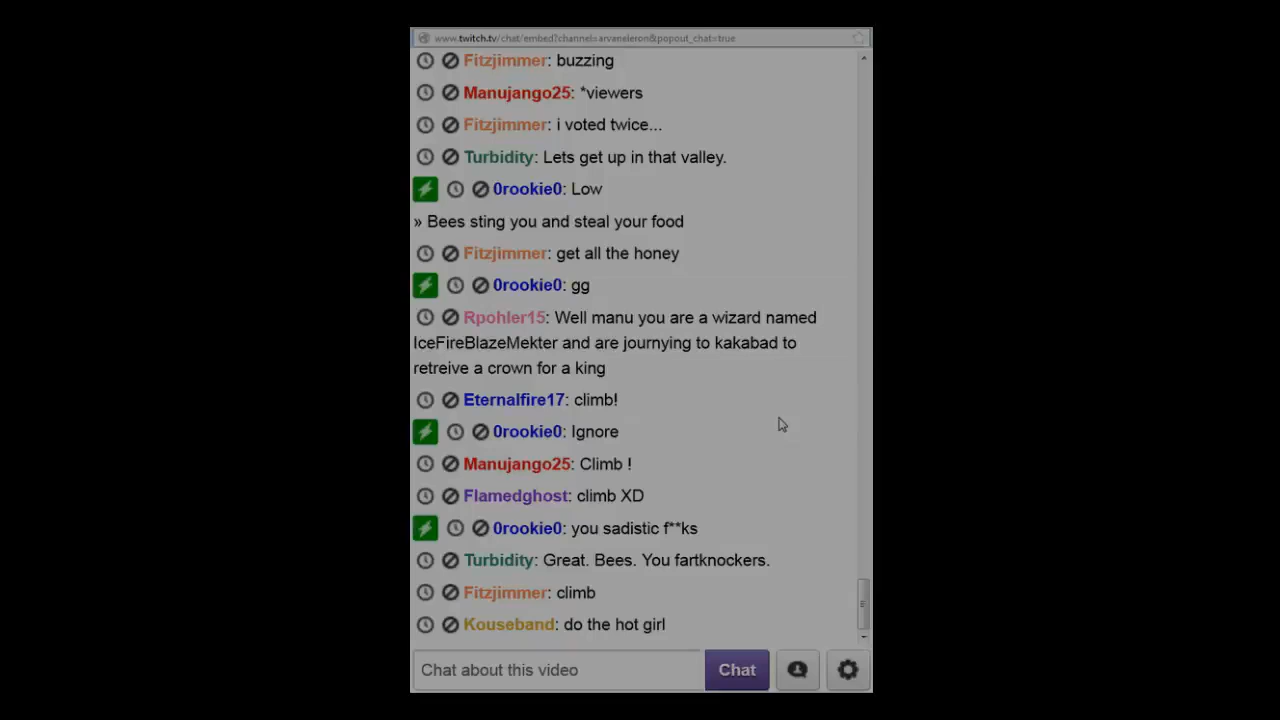 www.twitch.tv/chat/embed?channel=arvaneleron&popout_chat=true
Fitzjimmer: buzzing
Manujango25: *viewers
Fitzjimmer: i voted twice...
Turbidity: Lets get up in that valley.
0rookie0: Low
» Bees sting you and steal your food
Fitzjimmer: get all the honey
0rookie0: gg
Rpohler15: Well manu you are a wizard named
IceFireBlazeMekter and are journying to kakabad to
retreive a crown for a king
Eternalfire17: climb!
0rookie0: Ignore
Manujango25: Climb !
Flamedghost: climb XD
0rookie0: you sadistic f**ks
Turbidity: Great. Bees. You fartknockers.
Fitzjimmer: climb
Kouseband: do the hot girl
Chat about this video
Chat